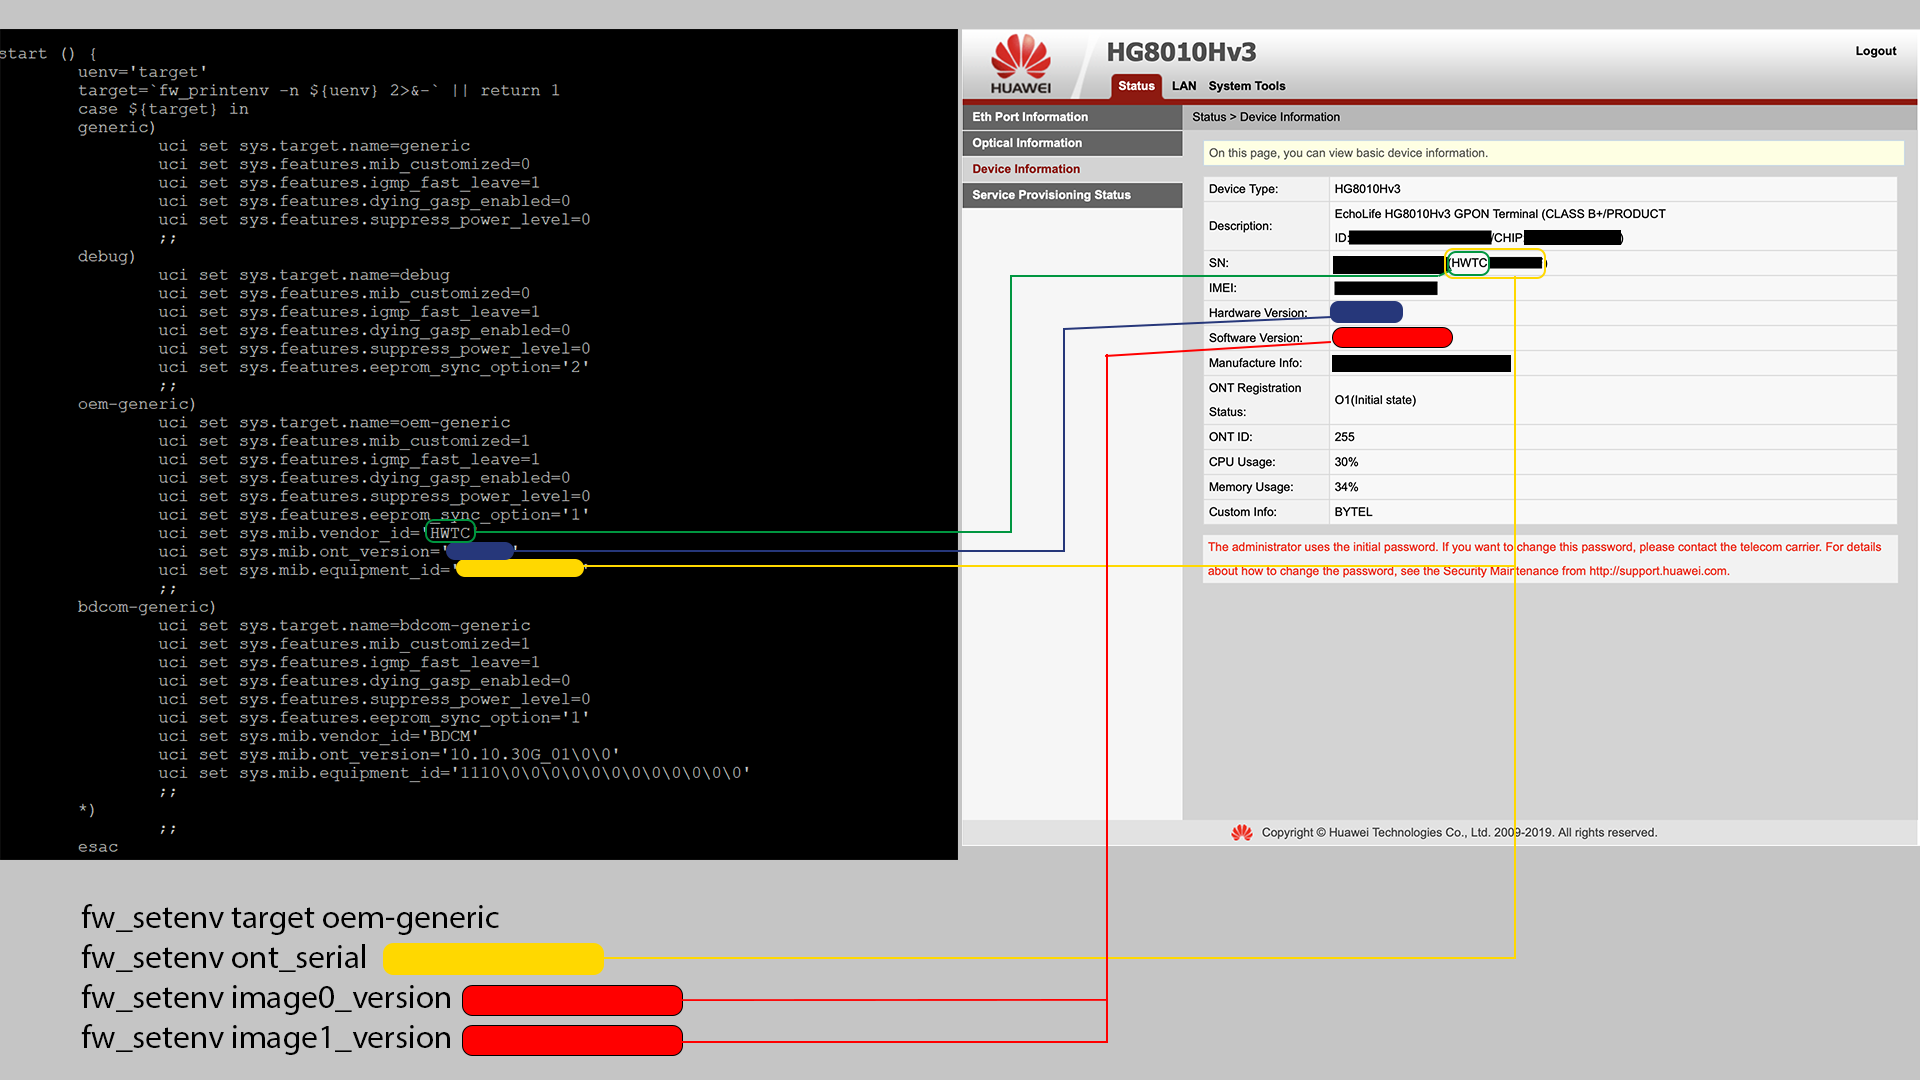 start () {
uenv='target'
target=`fw_printenv -n ${uenv} 2>&-` || return 1
case ${target} in
generic)
uci set sys.target.name=generic
uci set sys.features.mib_customized=0
uci set sys.features.igmp_fast_leave=1
uci set sys.features.dying_gasp_enabled=0
uci set sys.features.suppress_power_level=0
;;
debug)
uci set sys.target.name=debug
uci set sys.features.mib_customized=0
uci set sys.features.igmp_fast_leave=1
uci set sys.features.dying_gasp_enabled=0
uci set sys.features.suppress_power_level=0
uci set sys.features.eeprom_sync_option='2'
;;
oem-generic)
uci set sys.target.name=oem-generic
uci set sys.features.mib_customized=1
uci set sys.features.igmp_fast_leave=1
uci set sys.features.dying_gasp_enabled=0
uci set sys.features.suppress_power_level=0
uci set sys.features.eeprom_sync_option='1'
uci set sys.mib.vendor_id='HWTC
uci set sys.mib.ont_version=' '
uci set sys.mib.equipment_id=' '
;;
bdcom-generic)
uci set sys.target.name=bdcom-generic
uci set sys.features.mib_customized=1
uci set sys.features.igmp_fast_leave=1
uci set sys.features.dying_gasp_enabled=0
uci set sys.features.suppress_power_level=0
uci set sys.features.eeprom_sync_option='1'
uci set sys.mib.vendor_id='BDCM'
uci set sys.mib.ont_version='10.10.30G_01\0\0'
uci set sys.mib.equipment_id='1110\0\0\0\0\0\0\0\0\0\0\0\0'
;;
*)
;;
esac
HUAWEI
HG8010Hv3
Logout
Status LAN System Tools
Eth Port Information
Optical Information
Device Information
Service Provisioning Status
Status > Device Information
On this page, you can view basic device information.
Device Type: HG8010Hv3
Description: EchoLife HG8010Hv3 GPON Terminal (CLASS B+/PRODUCT
ID: /CHIP )
SN: (HWTC )
IMEI:
Hardware Version:
Software Version:
Manufacture Info:
ONT Registration
Status: O1(Initial state)
ONT ID: 255
CPU Usage: 30%
Memory Usage: 34%
Custom Info: BYTEL
The administrator uses the initial password. If you want to change this password, please contact the telecom carrier. For details
about how to change the password, see the Security Maintenance from http://support.huawei.com.
Copyright © Huawei Technologies Co., Ltd. 2009-2019. All rights reserved.
fw_setenv target oem-generic
fw_setenv ont_serial
fw_setenv image0_version
fw_setenv image1_version